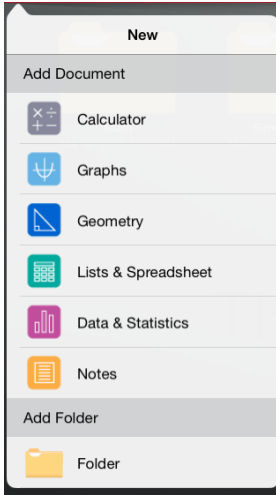 New
Add Document
Calculator
Graphs
Geometry
Lists & Spreadsheet
Data & Statistics
Notes
Add Folder
Folder